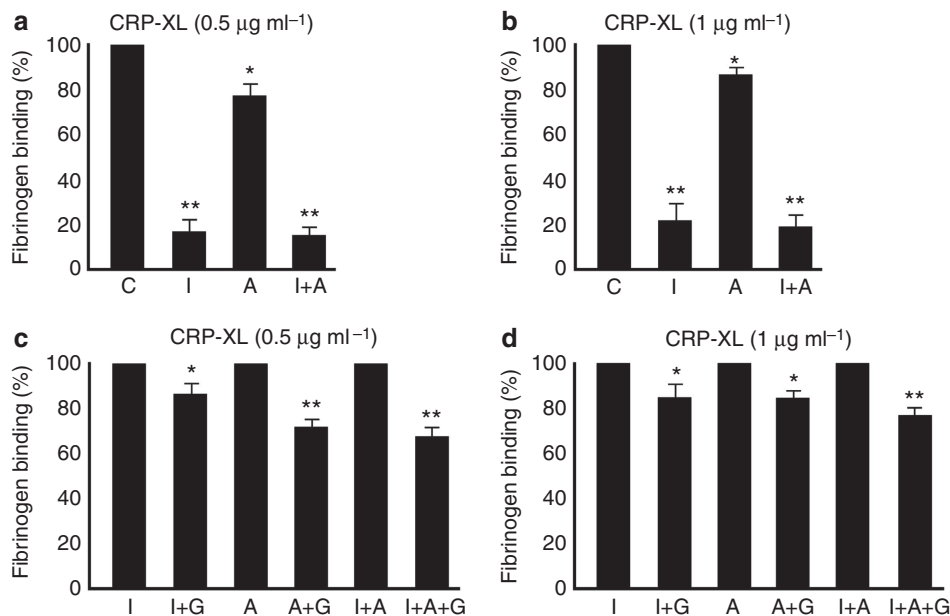 a
CRP-XL (0.5 μg ml⁻¹)
Fibrinogen binding (%)
100
80
60
40
20
0
*
**
**
C I A I+A
b
CRP-XL (1 μg ml⁻¹)
Fibrinogen binding (%)
100
80
60
40
20
0
*
**
**
C I A I+A
c
CRP-XL (0.5 μg ml⁻¹)
Fibrinogen binding (%)
100
80
60
40
20
0
*
**
**
I I+G A A+G I+A I+A+G
d
CRP-XL (1 μg ml⁻¹)
Fibrinogen binding (%)
100
80
60
40
20
0
*
*
**
I I+G A A+G I+A I+A+G